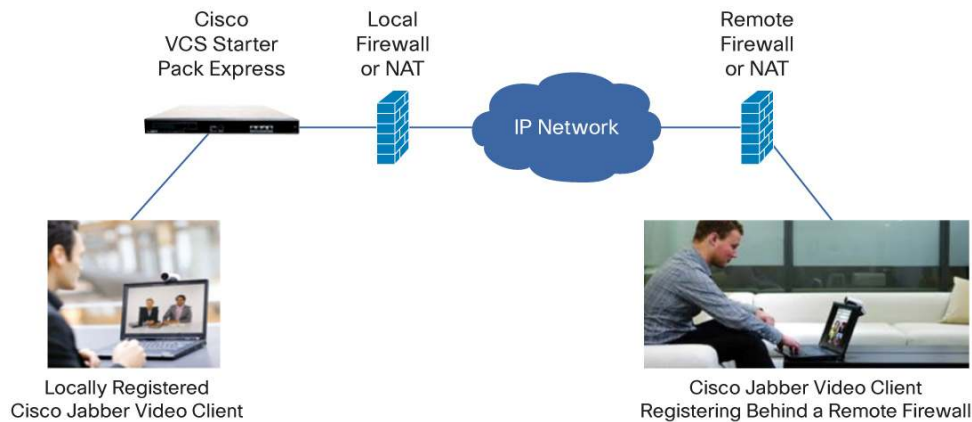 Cisco
VCS Starter
Pack Express
Local
Firewall
or NAT
Remote
Firewall
or NAT
IP Network
Locally Registered
Cisco Jabber Video Client
Cisco Jabber Video Client
Registering Behind a Remote Firewall